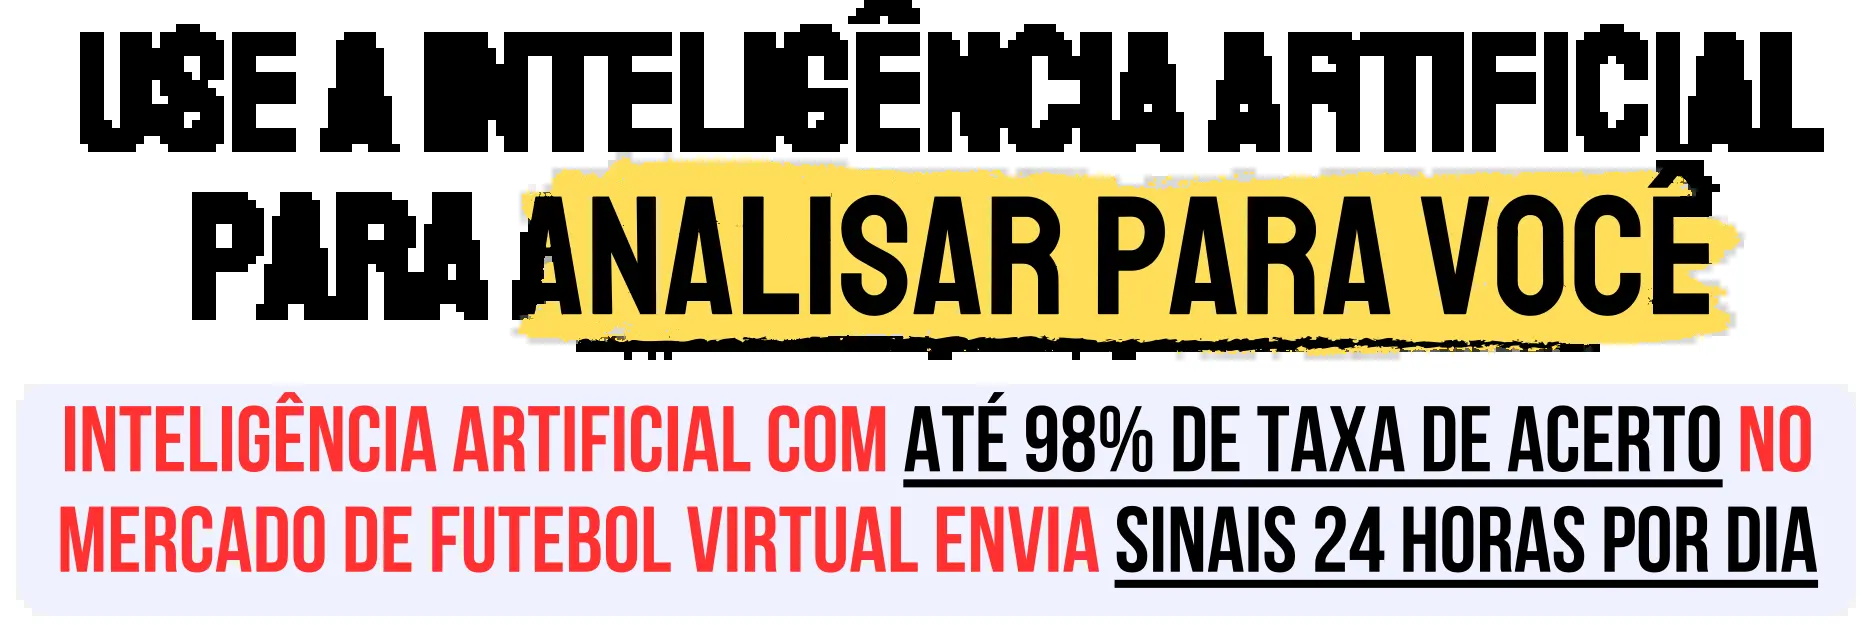 USE A INTELIGÊNCIA ARTIFICIAL
PARA ANALISAR PARA VOCÊ
INTELIGÊNCIA ARTIFICIAL COM ATÉ 98% DE TAXA DE ACERTO NO
MERCADO DE FUTEBOL VIRTUAL ENVIA SINAIS 24 HORAS POR DIA